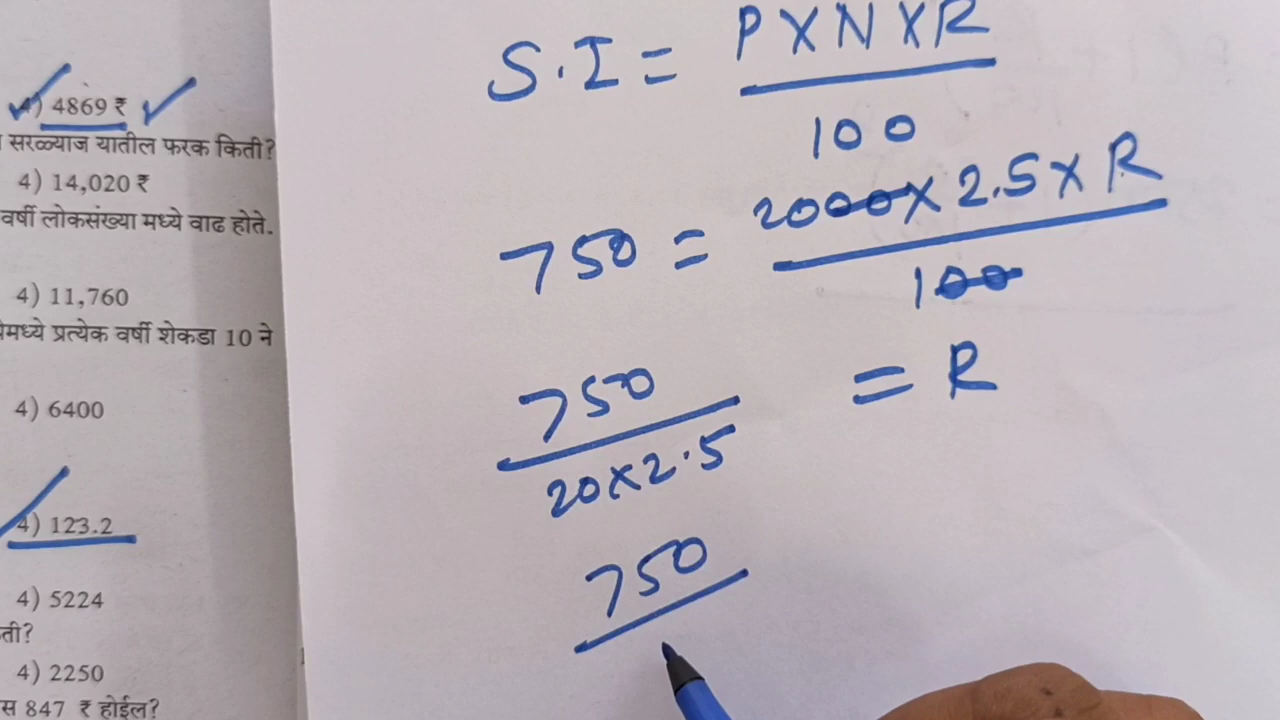 4) 4869 ₹
सरळव्याज यातील फरक किती?
4) 14,020 ₹
वर्षी लोकसंख्या मध्ये वाढ होते.
4) 11,760
प्रत्येक वर्षी शेकडा 10 ने
4) 6400
4) 123.2
4) 5224
ती?
4) 2250
स 847 ₹ होईल?
S.I = P X N X R
100
750 = 2000 X 2.5 X R
100
750 = R
20 X 2.5
750